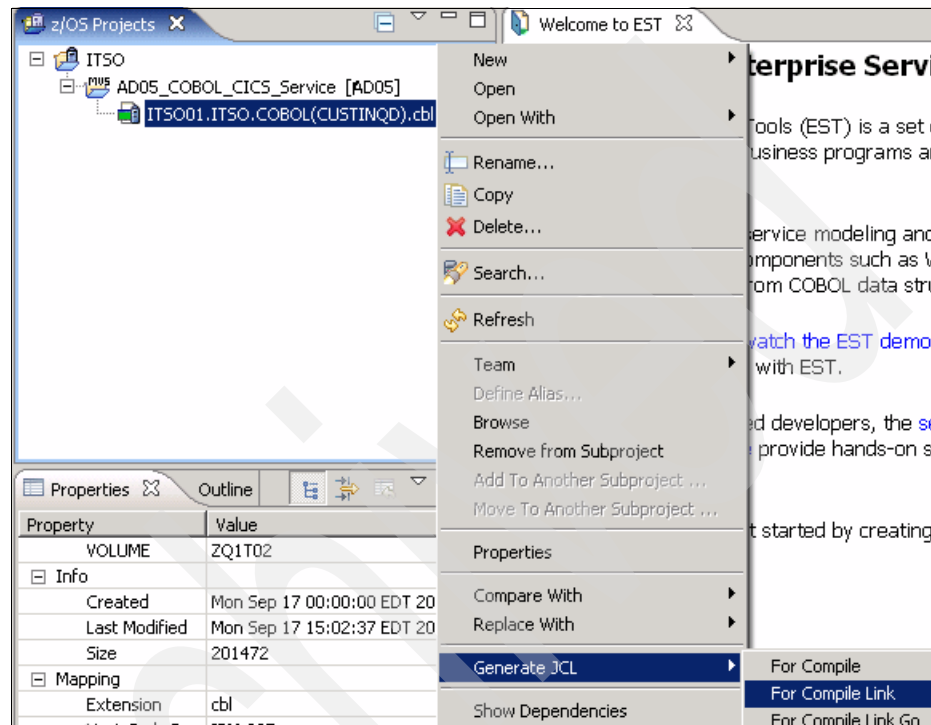 z/OS Projects
Welcome to EST
ITSO
AD05_COBOL_CICS_Service [AD05]
ITSO01.ITSO.COBOL(CUSTINQD).cbl
New
Open
Open With
Rename...
Copy
Delete...
Search...
Refresh
Team
Define Alias...
Browse
Remove from Subproject
Add To Another Subproject ...
Move To Another Subproject ...
Properties
Compare With
Replace With
Generate JCL
Show Dependencies
For Compile
For Compile Link
For Compile Link Go
terprise Servi
Tools (EST) is a set
usiness programs a
service modeling and
mponents such as
om COBOL data stru
watch the EST demo
with EST.
ed developers, the se
provide hands-on s
t started by creating
Properties
Outline
Property Value
VOLUME ZQ1T02
Info
Created Mon Sep 17 00:00:00 EDT 20
Last Modified Mon Sep 17 15:02:37 EDT 20
Size 201472
Mapping
Extension cbl